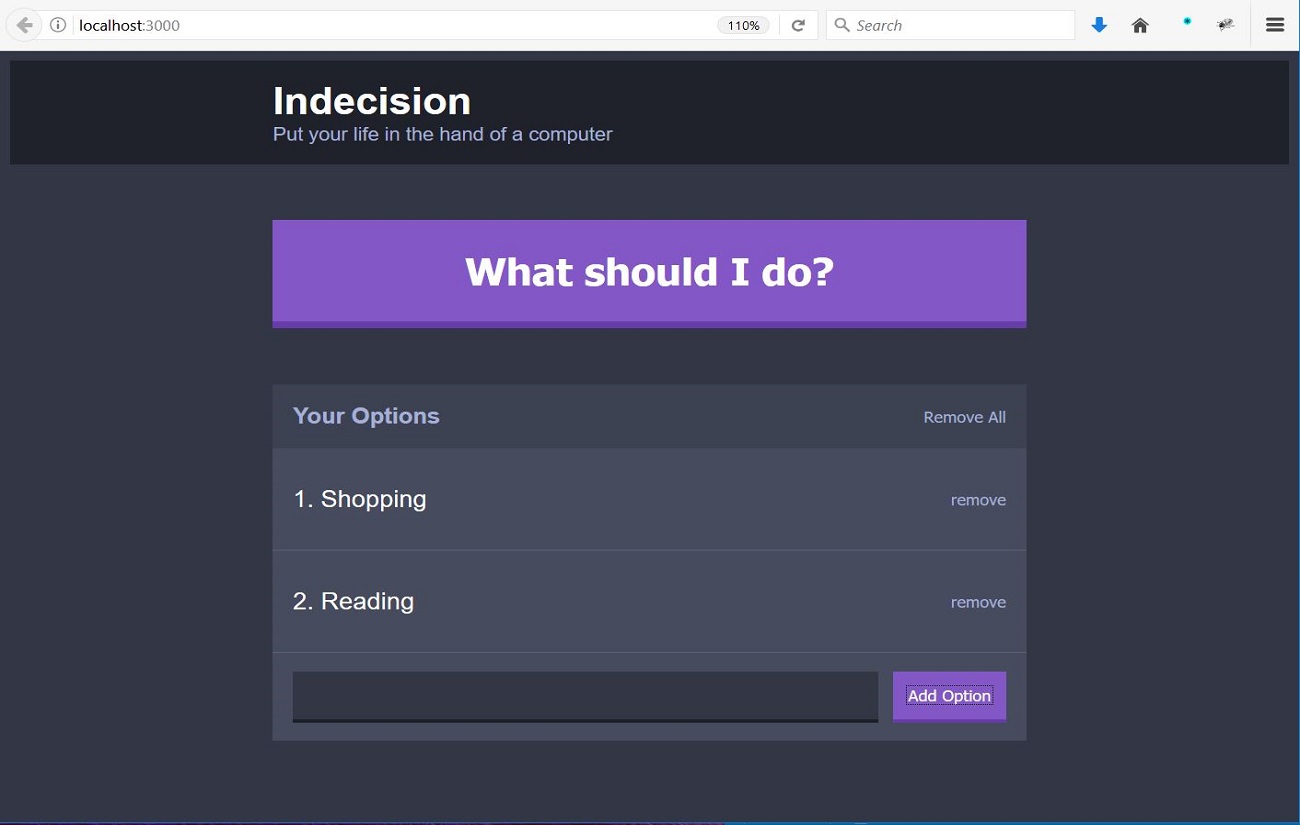 localhost:3000
110%
Search
Indecision
Put your life in the hand of a computer
What should I do?
Your Options
Remove All
1. Shopping
remove
2. Reading
remove
Add Option